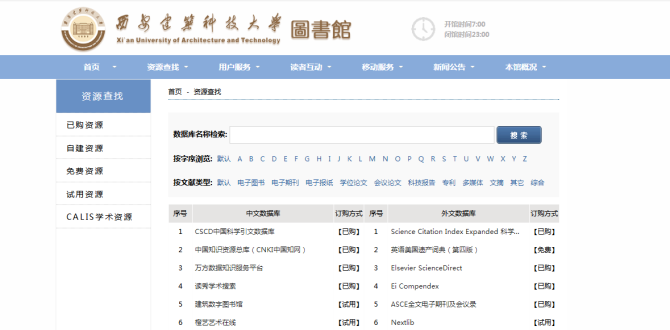 西安建筑科技大学 圖書館
Xi'an University of Architecture and Technology
开馆时间7:00
闭馆时间23:00
首页 资源查找 用户服务 读者互动 移动服务 新闻公告 本馆概况
资源查找
已购资源
自建资源
免费资源
试用资源
CALIS学术资源
首页 - 资源查找
数据库名称检索: 搜 索
按字序浏览: 默认 A B C D E F G H I J K L M N O P Q R S T U V W X Y Z
按文献类型: 默认 电子图书 电子期刊 电子报纸 学位论文 会议论文 科技报告 专利 多媒体 文摘 其它 综合
序号 中文数据库 订购方式 序号 外文数据库 订购方式
1 CSCD中国科学引文数据库 【已购】 1 Science Citation Index Expanded 科学... 【已购】
2 中国知识资源总库（CNKI中国知网） 【已购】 2 英语美国遗产词典（第四版） 【免费】
3 万方数据知识服务平台 【已购】 3 Elsevier ScienceDirect 【已购】
4 读秀学术搜索 【已购】 4 Ei Compendex 【已购】
5 建筑数字图书馆 【试用】 5 ASCE全文电子期刊及会议录 【已购】
6 橙艺艺术在线 【试用】 6 Nextlib 【试用】